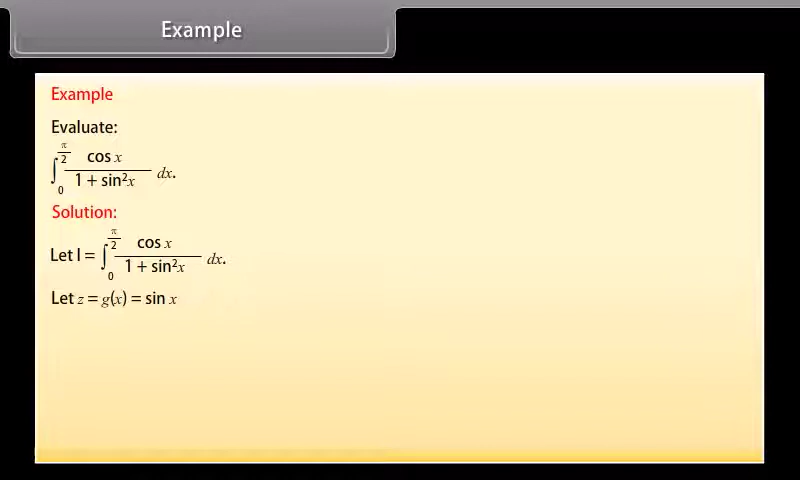 Example
Example
Evaluate:
∫₀^(π/2) cos x / (1 + sin²x) dx.
Solution:
Let I = ∫₀^(π/2) cos x / (1 + sin²x) dx.
Let z = g(x) = sin x